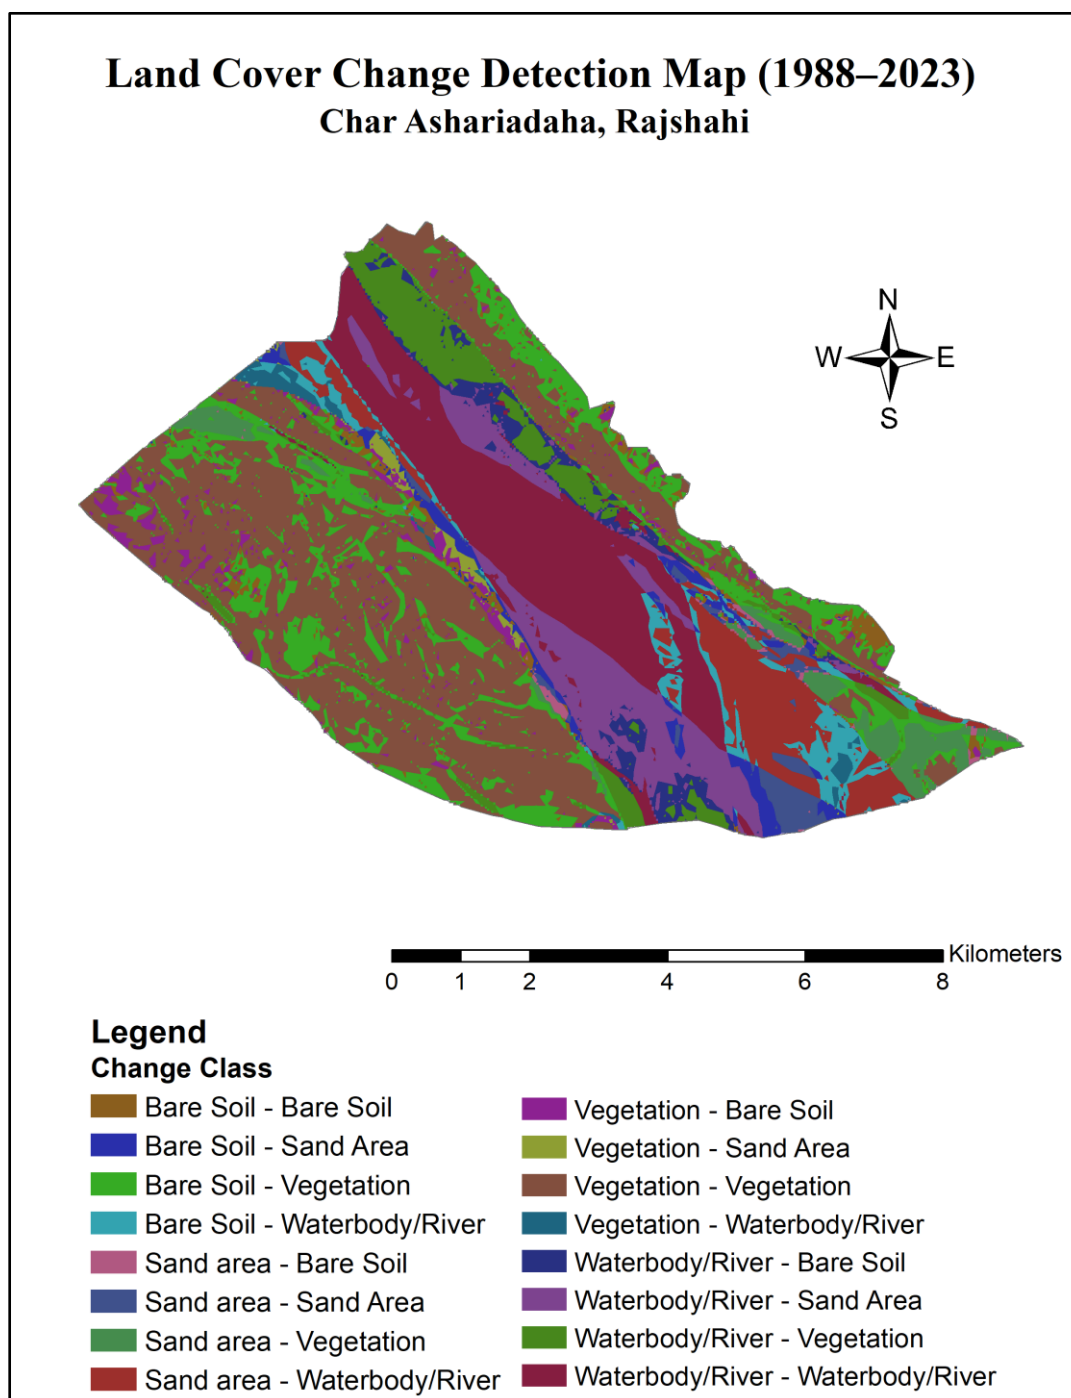 Land Cover Change Detection Map (1988–2023)
Char Ashariadaha, Rajshahi
N
W E
S
Kilometers
0 1 2 4 6 8
Legend
Change Class
Bare Soil - Bare Soil
Bare Soil - Sand Area
Bare Soil - Vegetation
Bare Soil - Waterbody/River
Sand area - Bare Soil
Sand area - Sand Area
Sand area - Vegetation
Sand area - Waterbody/River
Vegetation - Bare Soil
Vegetation - Sand Area
Vegetation - Vegetation
Vegetation - Waterbody/River
Waterbody/River - Bare Soil
Waterbody/River - Sand Area
Waterbody/River - Vegetation
Waterbody/River - Waterbody/River